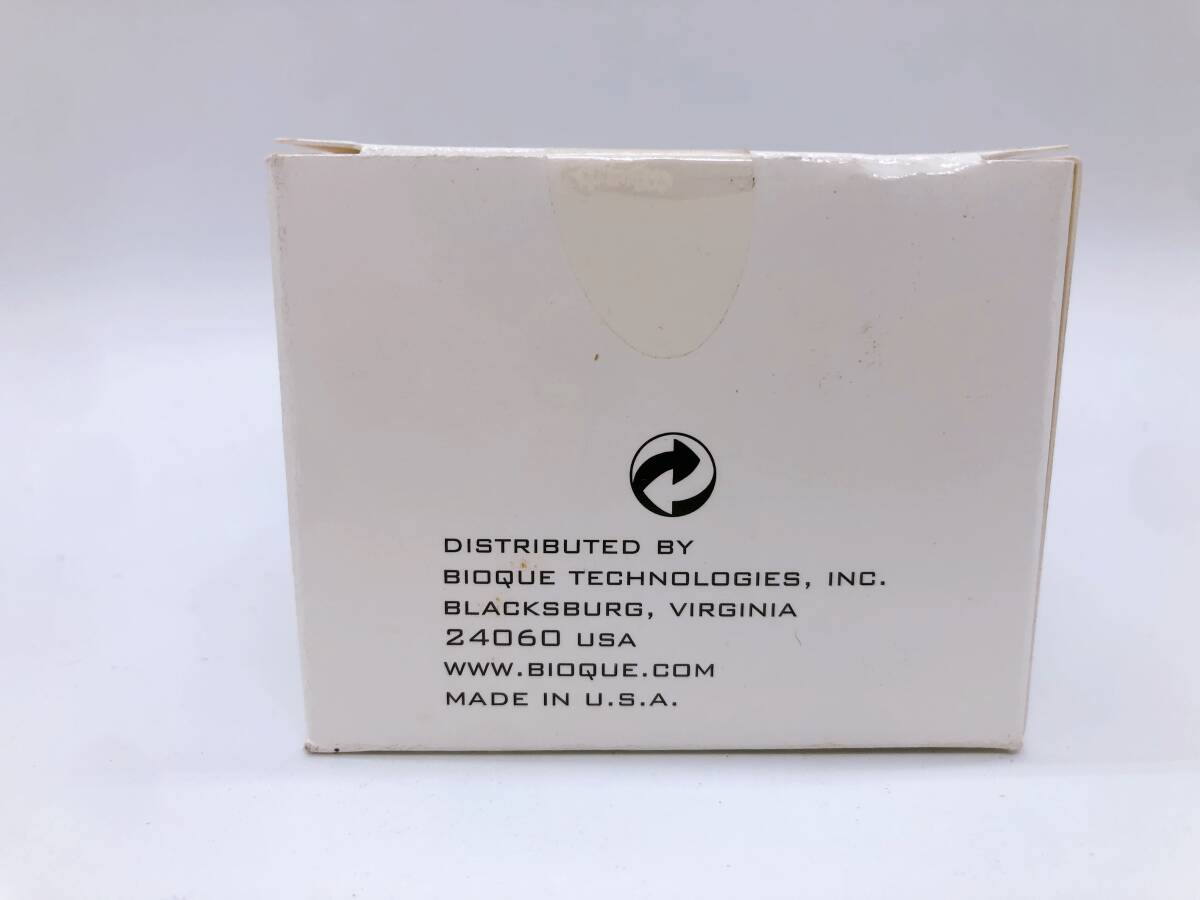 DISTRIBUTED BY
BIOQUE TECHNOLOGIES, INC.
BLACKSBURG, VIRGINIA
24060 USA
WWW.BIOQUE.COM
MADE IN U.S.A.